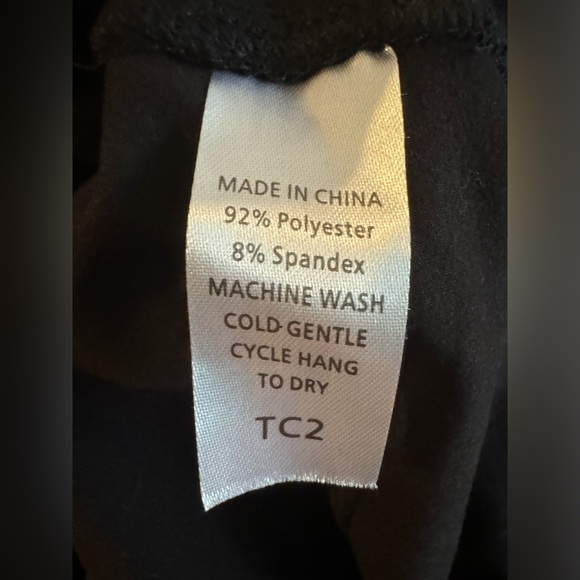 MADE IN CHINA
92% Polyester
8% Spandex
MACHINE WASH
COLD GENTLE
CYCLE HANG
TO DRY
TC2